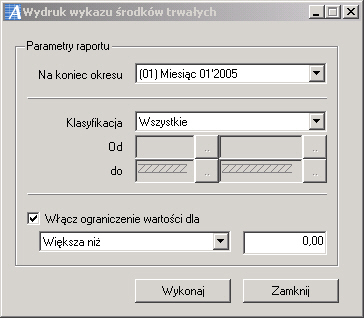 Wydruk wykazu środków trwałych
Parametry raportu
Na koniec okresu (01) Miesiąc 01'2005
Klasyfikacja Wszystkie
Od .. ..
do .. ..
Włącz ograniczenie wartości dla
Większa niż 0,00
Wykonaj Zamknij